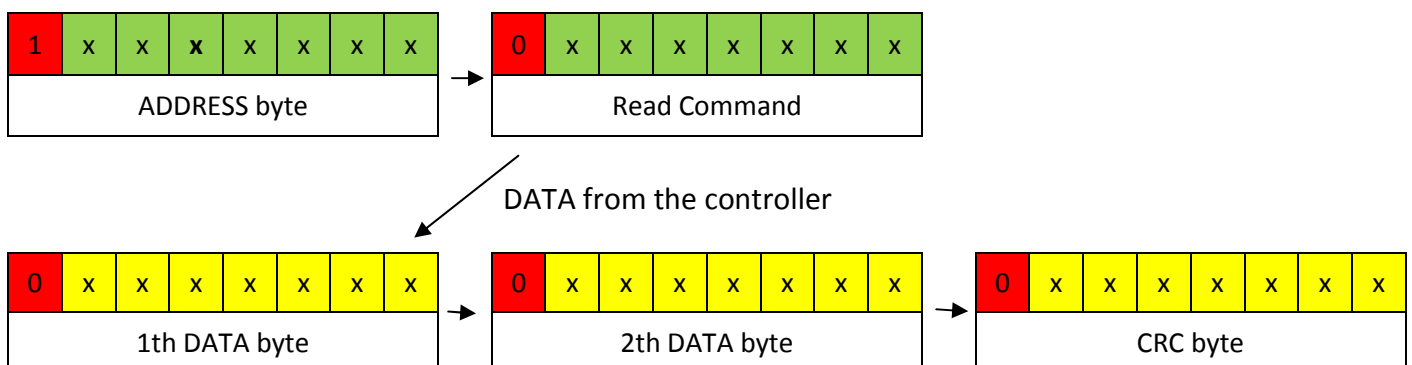 1 x x x x x x x 0 x x x x x x x
ADDRESS byte Read Command
DATA from the controller
0 x x x x x x x 0 x x x x x x x 0 x x x x x x x
1th DATA byte 2th DATA byte CRC byte